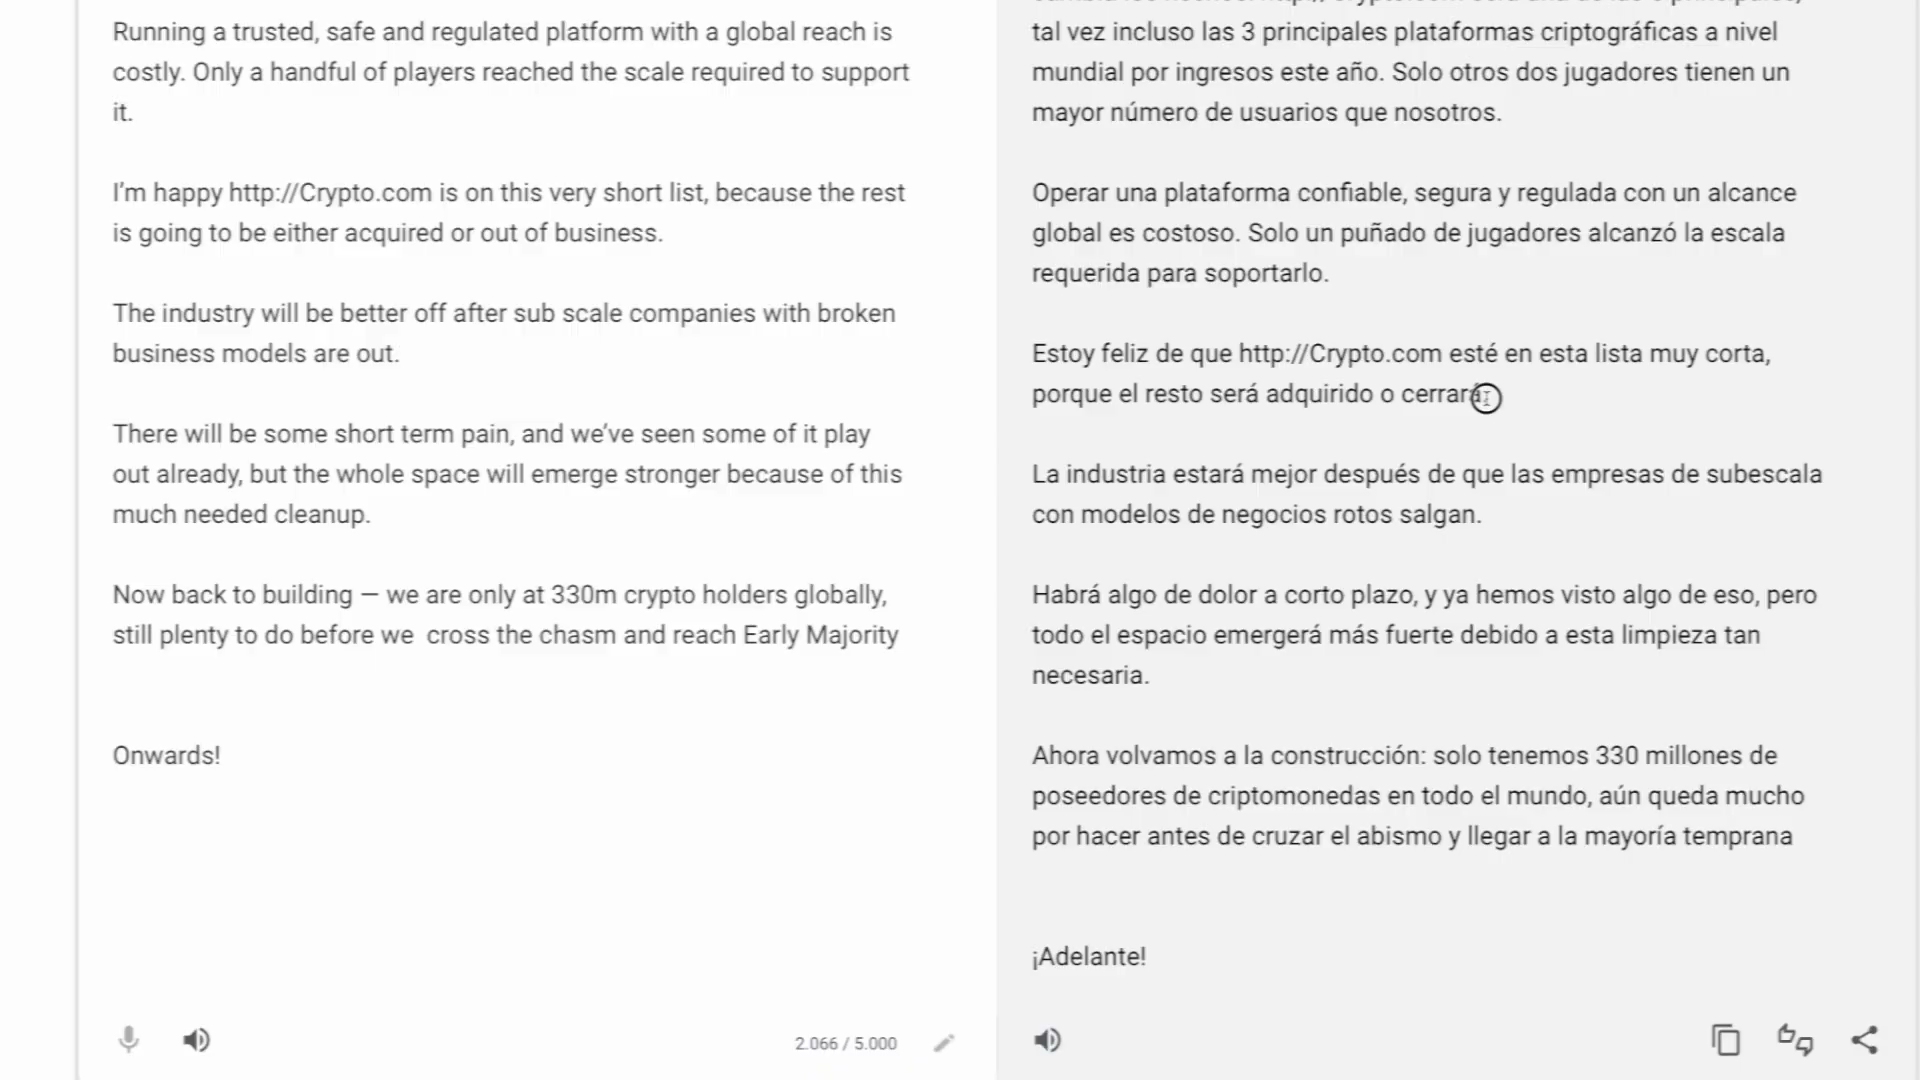 Running a trusted, safe and regulated platform with a global reach is
costly. Only a handful of players reached the scale required to support
it.
I'm happy http://Crypto.com is on this very short list, because the rest
is going to be either acquired or out of business.
The industry will be better off after sub scale companies with broken
business models are out.
There will be some short term pain, and we've seen some of it play
out already, but the whole space will emerge stronger because of this
much needed cleanup.
Now back to building — we are only at 330m crypto holders globally,
still plenty to do before we  cross the chasm and reach Early Majority
Onwards!
2.066 / 5.000
tal vez incluso las 3 principales plataformas criptográficas a nivel
mundial por ingresos este año. Solo otros dos jugadores tienen un
mayor número de usuarios que nosotros.
Operar una plataforma confiable, segura y regulada con un alcance
global es costoso. Solo un puñado de jugadores alcanzó la escala
requerida para soportarlo.
Estoy feliz de que http://Crypto.com esté en esta lista muy corta,
porque el resto será adquirido o cerrará.
La industria estará mejor después de que las empresas de subescala
con modelos de negocios rotos salgan.
Habrá algo de dolor a corto plazo, y ya hemos visto algo de eso, pero
todo el espacio emergerá más fuerte debido a esta limpieza tan
necesaria.
Ahora volvamos a la construcción: solo tenemos 330 millones de
poseedores de criptomonedas en todo el mundo, aún queda mucho
por hacer antes de cruzar el abismo y llegar a la mayoría temprana
¡Adelante!